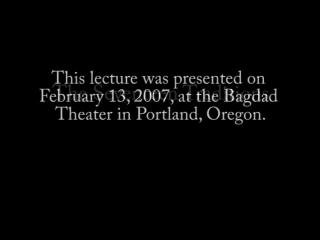 This lecture was presented on
February 13, 2007, at the Bagdad
Theater in Portland, Oregon.